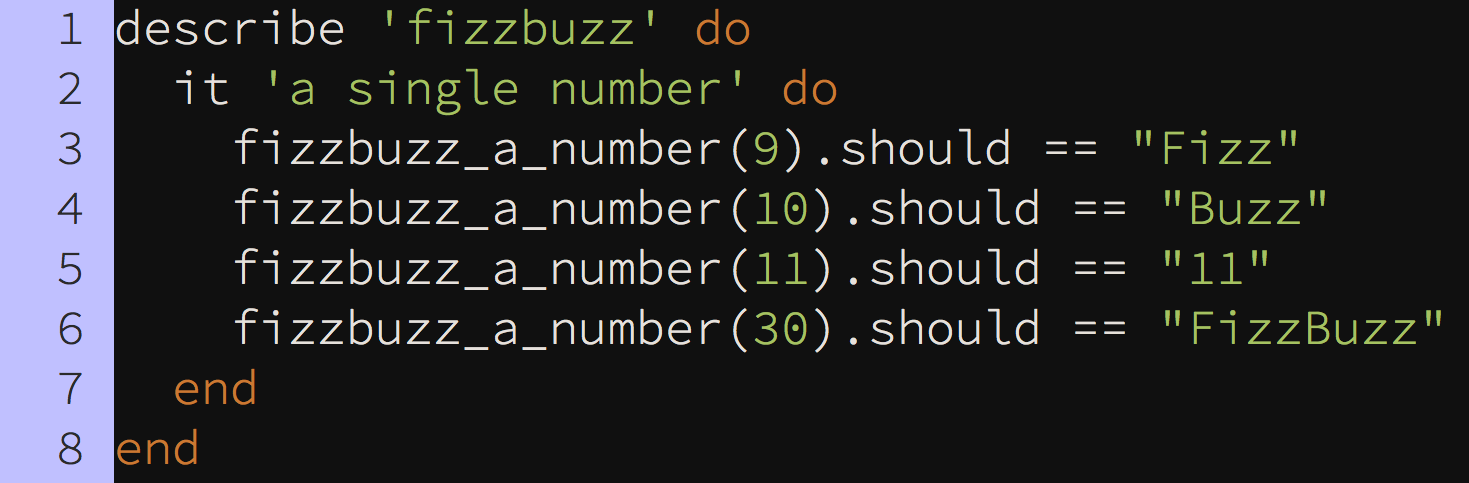 1 describe 'fizzbuzz' do
2   it 'a single number' do
3     fizzbuzz_a_number(9).should == "Fizz"
4     fizzbuzz_a_number(10).should == "Buzz"
5     fizzbuzz_a_number(11).should == "11"
6     fizzbuzz_a_number(30).should == "FizzBuzz"
7   end
8 end